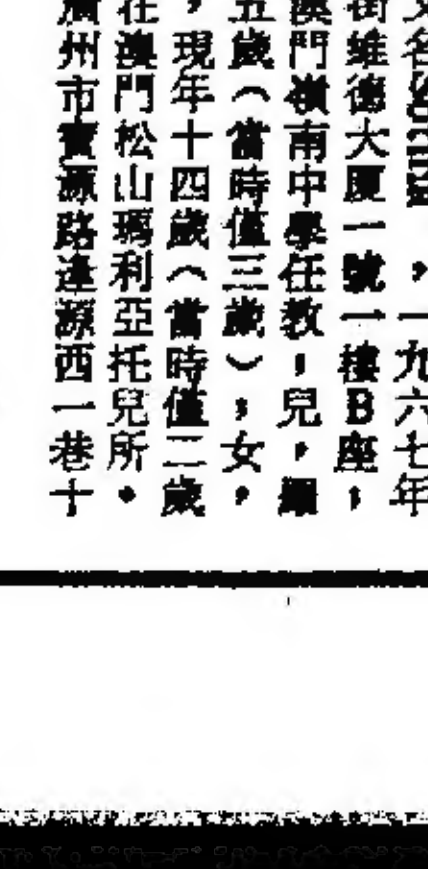 ，一九六七年
街維德大厦一號一樓B座，
澳門嶺南中學任教，兒，
五歲（當時僅三歲），女，
，現年十四歲（當時僅二歲
在澳門松山瑪利亞托兒所。
廣州市寶源路逢源西一巷十